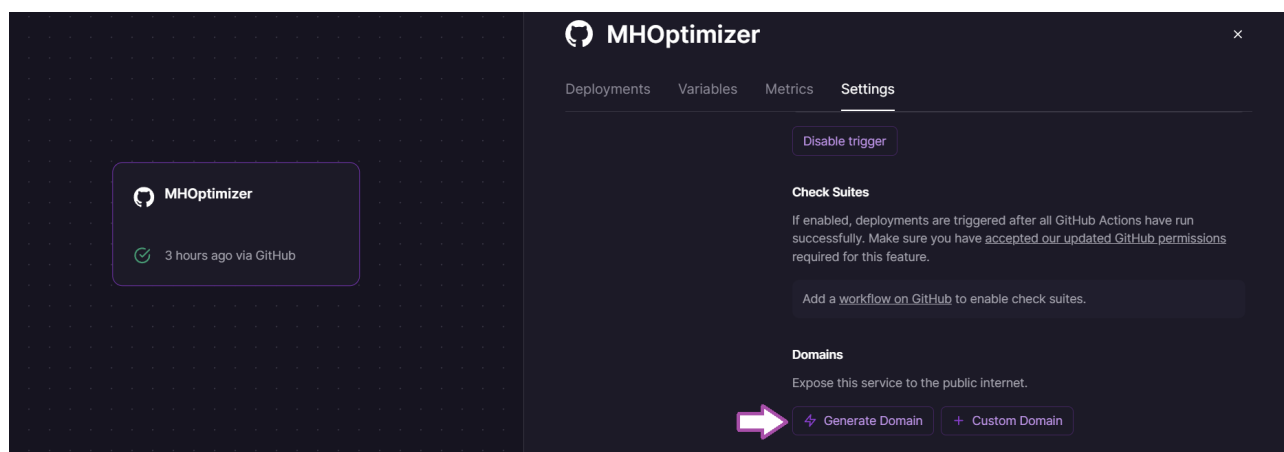 MHOptimizer
3 hours ago via GitHub
MHOptimizer
×
Deployments Variables Metrics Settings
Disable trigger
Check Suites
If enabled, deployments are triggered after all GitHub Actions have run
successfully. Make sure you have accepted our updated GitHub permissions
required for this feature.
Add a workflow on GitHub to enable check suites.
Domains
Expose this service to the public internet.
Generate Domain + Custom Domain